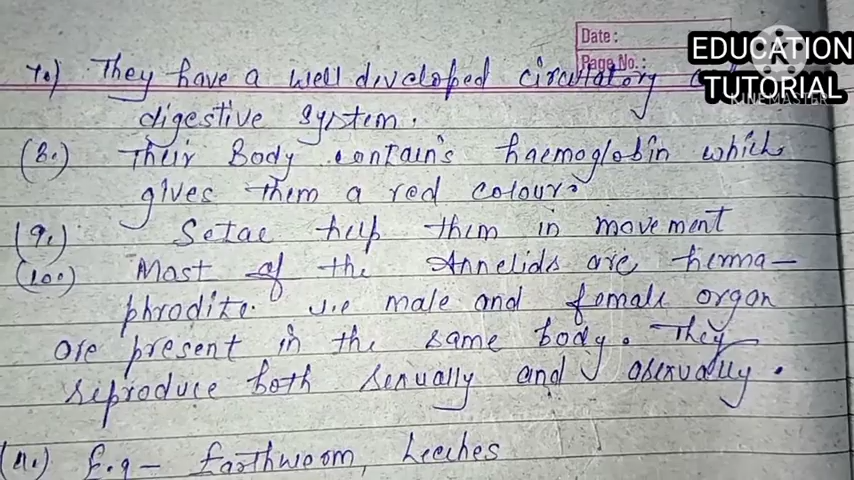 Date:
Page No.:
EDUCATION
TUTORIAL
KINEMASTER
7.) They have a well developed circulatory
digestive system.
(8.) Their Body contain's haemoglobin which
gives them a red colour.
(9.) Setae help them in movement
(10.) Most of the Annelids are herma-
phrodite. i.e male and female organ
are present in the same body. They
reproduce both sexually and asexually.
(11.) E.g - Earthworm, Leeches